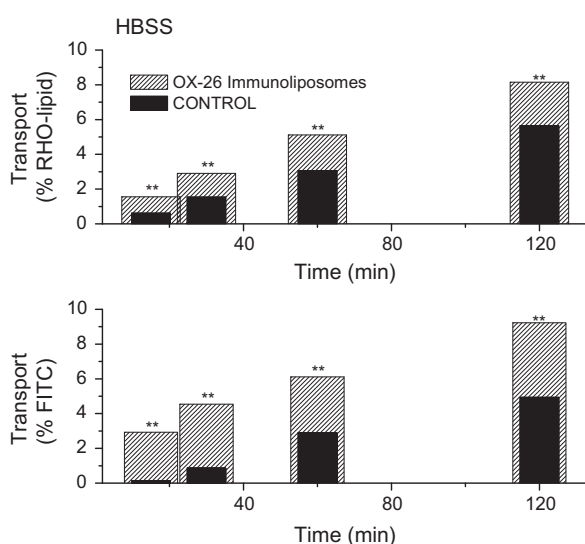 HBSS
Transport
(% RHO-lipid)
10
8
6
4
2
0
OX-26 Immunoliposomes
CONTROL
**
**
**
**
40
80
120
Time (min)
Transport
(% FITC)
10
8
6
4
2
0
**
**
**
**
40
80
120
Time (min)